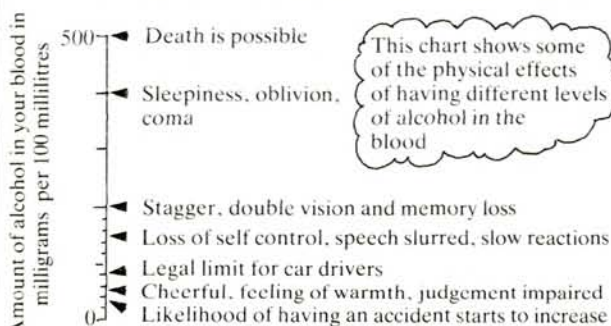 Amount of alcohol in your blood in
milligrams per 100 millilitres
500
Death is possible
Sleepiness, oblivion,
coma
This chart shows some
of the physical effects
of having different levels
of alcohol in the
blood
Stagger, double vision and memory loss
Loss of self control, speech slurred, slow reactions
Legal limit for car drivers
Cheerful, feeling of warmth, judgement impaired
0
Likelihood of having an accident starts to increase